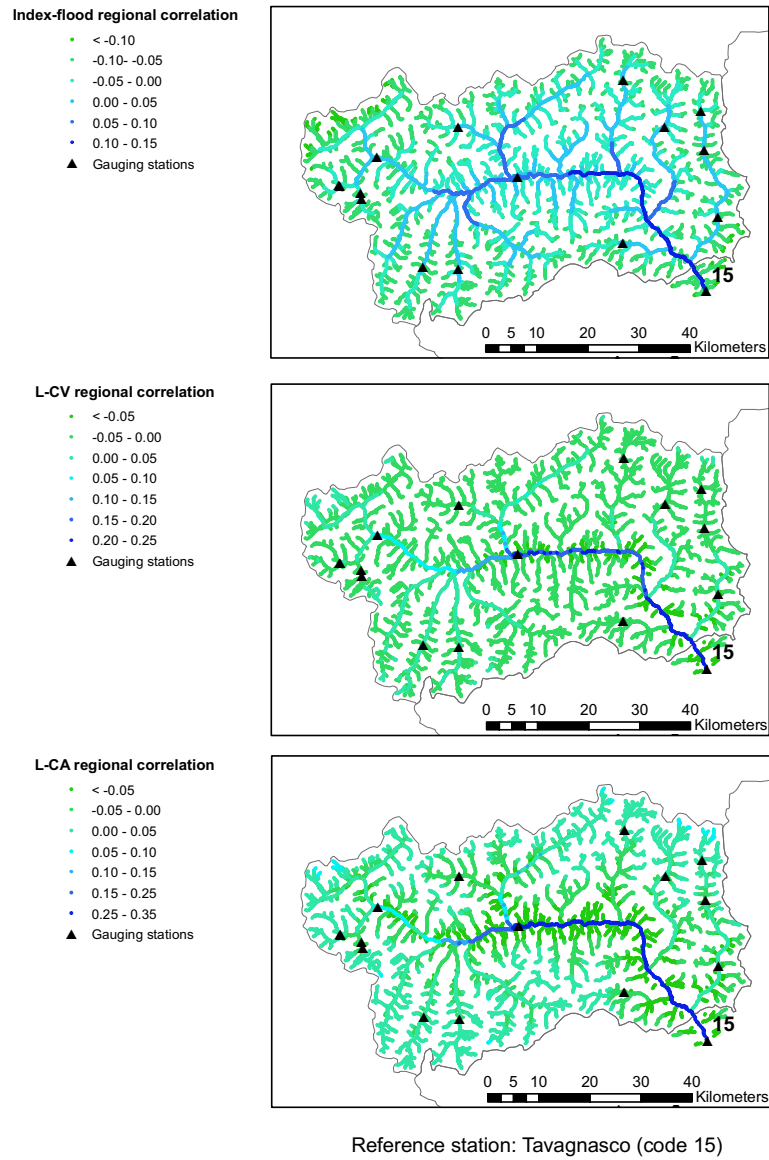 Index-flood regional correlation
< -0.10
-0.10- -0.05
-0.05 - 0.00
0.00 - 0.05
0.05 - 0.10
0.10 - 0.15
Gauging stations
15
0 5 10 20 30 40
Kilometers
L-CV regional correlation
< -0.05
-0.05 - 0.00
0.00 - 0.05
0.05 - 0.10
0.10 - 0.15
0.15 - 0.20
0.20 - 0.25
Gauging stations
15
0 5 10 20 30 40
Kilometers
L-CA regional correlation
< -0.05
-0.05 - 0.00
0.00 - 0.05
0.05 - 0.10
0.10 - 0.15
0.15 - 0.25
0.25 - 0.35
Gauging stations
15
0 5 10 20 30 40
Kilometers
Reference station: Tavagnasco (code 15)